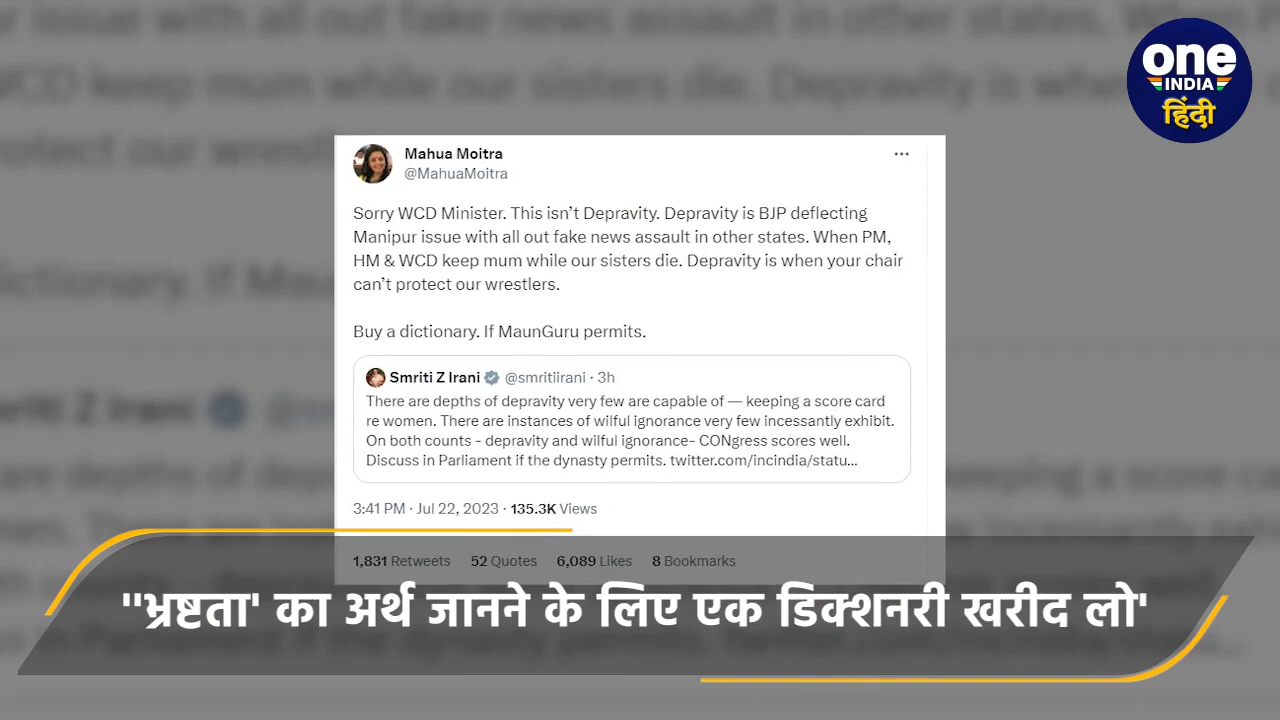 one
INDIA
हिंदी
Mahua Moitra
@MahuaMoitra
Sorry WCD Minister. This isn’t Depravity. Depravity is BJP deflecting
Manipur issue with all out fake news assault in other states. When PM,
HM & WCD keep mum while our sisters die. Depravity is when your chair
can’t protect our wrestlers.
Buy a dictionary. If MaunGuru permits.
Smriti Z Irani @smritiirani · 3h
There are depths of depravity very few are capable of — keeping a score card
re women. There are instances of wilful ignorance very few incessantly exhibit.
On both counts - depravity and wilful ignorance- CONgress scores well.
Discuss in Parliament if the dynasty permits. twitter.com/incindia/statu...
3:41 PM · Jul 22, 2023 · 135.3K Views
1,831 Retweets 52 Quotes 6,089 Likes 8 Bookmarks
''भ्रष्टता' का अर्थ जानने के लिए एक डिक्शनरी खरीद लो'